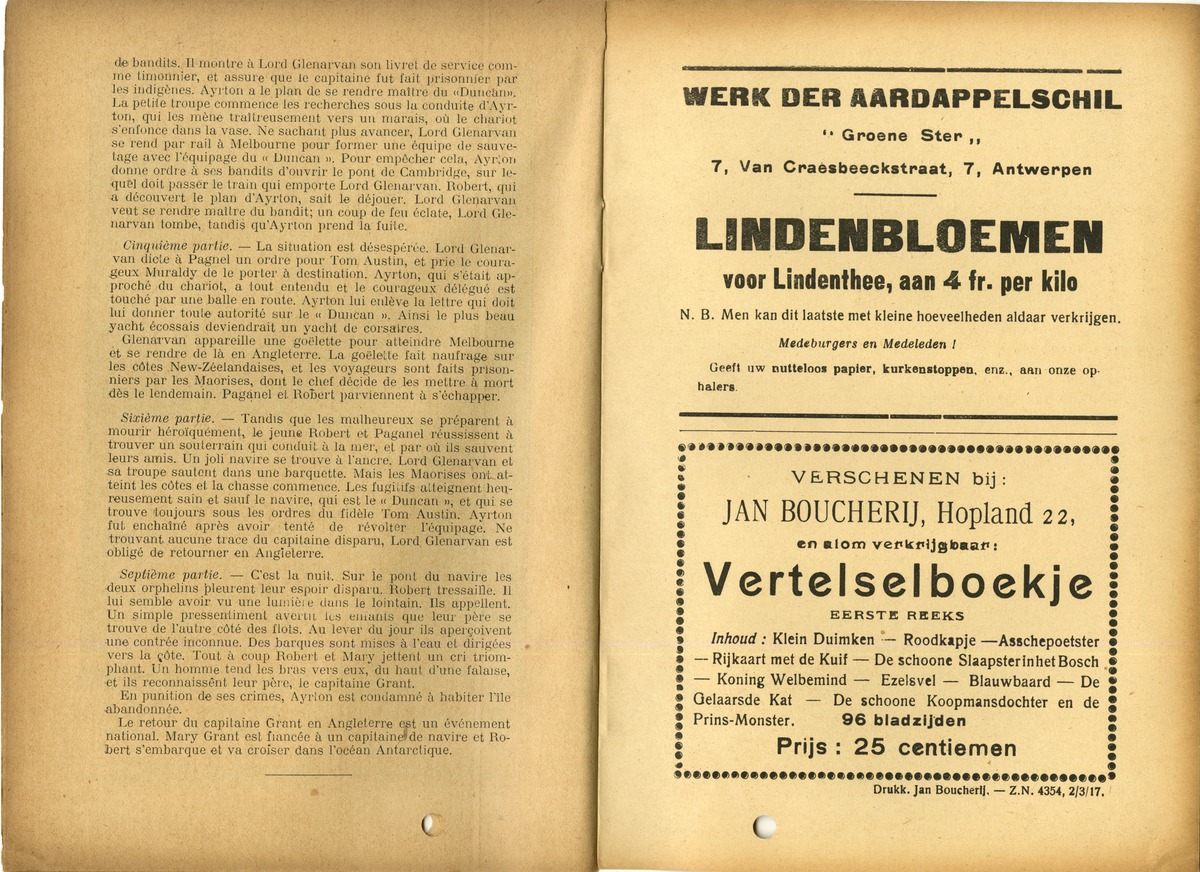 de bandits. Il montre à Lord Glenarvan son livret de service com-
me timonnier, et assure que le capitaine fut fait prisonnier par
les indigènes. Ayrton a le plan de se rendre maître du «Duncan».
La petite troupe commence les recherches sous la conduite d'Ayr-
ton, qui les mène traîtreusement vers un marais, où le chariot
s'enfonce dans la vase. Ne sachant plus avancer, Lord Glenarvan
se rend par rail à Melbourne pour former une équipe de sauve-
tage avec l'équipage du « Duncan ». Pour empêcher cela, Ayrton
donne ordre à ses bandits d'ouvrir le pont de Cambridge, sur le-
quel doit passer le train qui emporte Lord Glenarvan. Robert, qui
a découvert le plan d'Ayrton, sait le déjouer. Lord Glenarvan
veut se rendre maître du bandit; un coup de feu éclate, Lord Gle-
narvan tombe, tandis qu'Ayrton prend la fuite.
Cinquième partie. — La situation est désespérée. Lord Glenar-
van dicte à Pagnel un ordre pour Tom Austin, et prie le coura-
geux Muraldy de le porter à destination. Ayrton, qui s'était ap-
proché du chariot, a tout entendu et le courageux délégué est
touché par une balle en route. Ayrton lui enlève la lettre qui doit
lui donner toute autorité sur le « Duncan ». Ainsi le plus beau
yacht écossais deviendrait un yacht de corsaires.
Glenarvan appareille une goëlette pour atteindre Melbourne
et se rendre de là en Angleterre. La goëlette fait naufrage sur
les côtes New-Zéelandaises, et les voyageurs sont faits prison-
niers par les Maorises, dont le chef décide de les mettre à mort
dès le lendemain. Paganel et Robert parviennent à s'échapper.
Sixième partie. — Tandis que les malheureux se préparent à
mourir héroïquement, le jeune Robert et Paganel réussissent à
trouver un souterrain qui conduit à la mer, et par où ils sauvent
leurs amis. Un joli navire se trouve à l'ancre. Lord Glenarvan et
sa troupe sautent dans une barquette. Mais les Maorises ont at-
teint les côtes et la chasse commence. Les fugitifs atteignent heu-
reusement sain et sauf le navire, qui est le « Duncan », et qui se
trouve toujours sous les ordres du fidèle Tom Austin. Ayrton
fut enchaîné après avoir tenté de révolter l'équipage. Ne
trouvant aucune trace du capitaine disparu, Lord Glenarvan est
obligé de retourner en Angleterre.
Septième partie. — C'est la nuit. Sur le pont du navire les
deux orphelins pleurent leur espoir disparu. Robert tressaille. Il
lui semble avoir vu une lumière dans le lointain. Ils appellent.
Un simple pressentiment avertit les enfants que leur père se
trouve de l'autre côté des flots. Au lever du jour ils aperçoivent
une contrée inconnue. Des barques sont mises à l'eau et dirigées
vers la côte. Tout à coup Robert et Mary jettent un cri triom-
phant. Un homme tend les bras vers eux, du haut d'une falaise,
et ils reconnaissent leur père, le capitaine Grant.
En punition de ses crimes, Ayrton est condamné à habiter l'île
abandonnée.
Le retour du capitaine Grant en Angleterre est un événement
national. Mary Grant est fiancée à un capitaine de navire et Ro-
bert s'embarque et va croiser dans l'océan Antarctique.
WERK DER AARDAPPELSCHIL
“ Groene Ster „
7, Van Craesbeeckstraat, 7, Antwerpen
LINDENBLOEMEN
voor Lindenthee, aan 4 fr. per kilo
N. B. Men kan dit laatste met kleine hoeveelheden aldaar verkrijgen.
Medeburgers en Medeleden !
Geeft uw nutteloos papier, kurkenstoppen, enz., aan onze op-
halers.
VERSCHENEN bij:
JAN BOUCHERIJ, Hopland 22,
en alom verkrijgbaar:
Vertelselboekje
EERSTE REEKS
Inhoud : Klein Duimken — Roodkapje — Asschepoetster
— Rijkaart met de Kuif — De schoone Slaapster in het Bosch
— Koning Welbemind — Ezelsvel — Blauwbaard — De
Gelaarsde Kat — De schoone Koopmansdochter en de
Prins-Monster. 96 bladzijden
Prijs : 25 centiemen
Drukk. Jan Boucherij. — Z.N. 4354, 2/3/17.